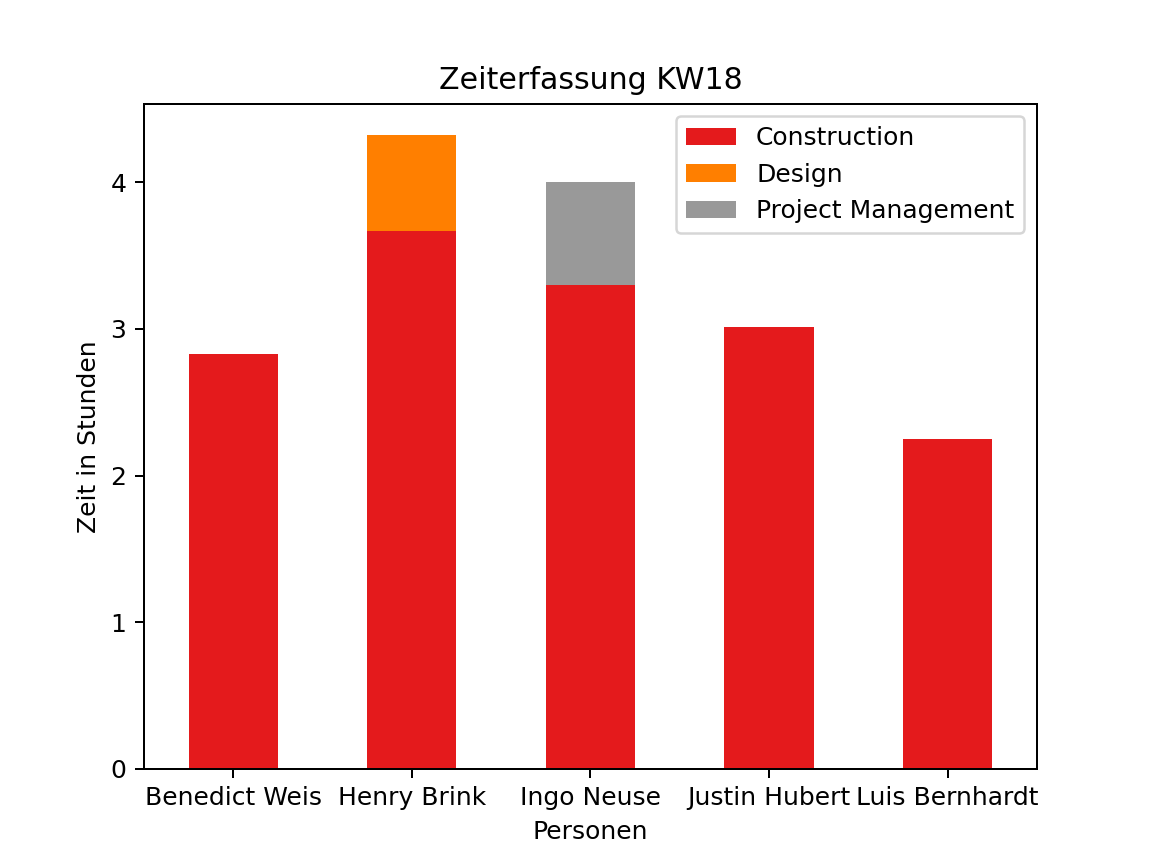 Zeiterfassung KW18
Construction
Design
Project Management
4
3
2
1
0
Zeit in Stunden
Benedict Weis Henry Brink Ingo Neuse Justin Hubert Luis Bernhardt
Personen